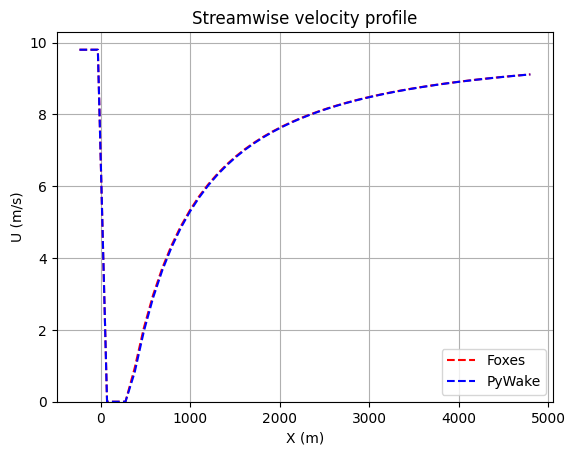 Streamwise velocity profile
U (m/s)
10
8
6
4
2
0
0 1000 2000 3000 4000 5000
X (m)
Foxes
PyWake